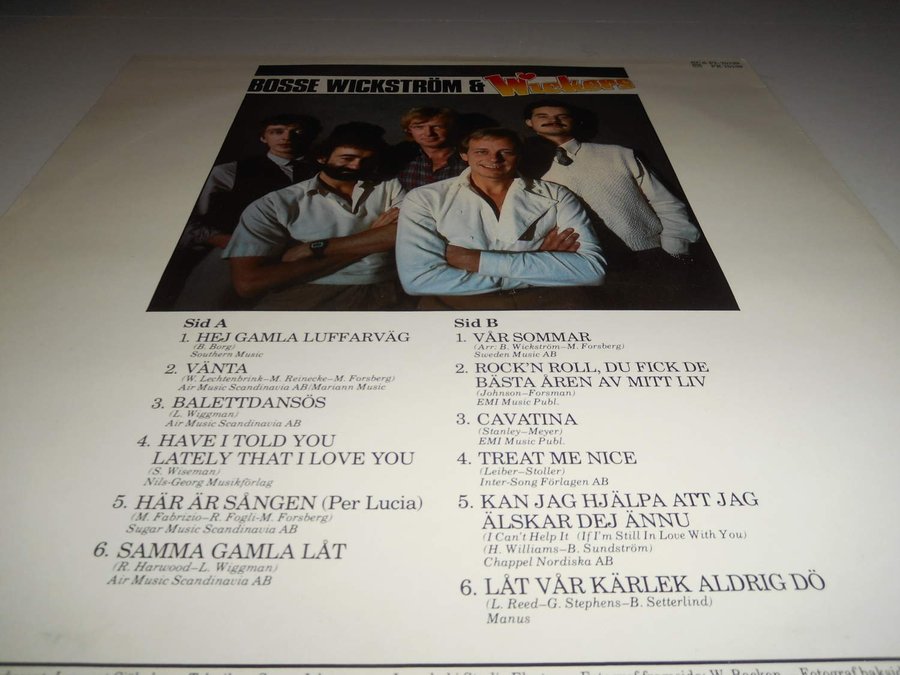 BOSSE WICKSTRÖM & Wickers
Sid A
1. HEJ GAMLA LUFFARVÄG
(B. Borg)
Southern Music
2. VÄNTA
(W. Lechtenbrink–M. Reinecke–M. Forsberg)
Air Music Scandinavia AB/Mariann Music
3. BALETTDANSÖS
(L. Wiggman)
Air Music Scandinavia AB
4. HAVE I TOLD YOU
LATELY THAT I LOVE YOU
(S. Wiseman)
Nils-Georg Musikförlag
5. HÄR ÄR SÅNGEN (Per Lucia)
(M. Fabrizio–R. Fogli-M. Forsberg)
Sugar Music Scandinavia AB
6. SAMMA GAMLA LÅT
(R. Harwood–L. Wiggman)
Air Music Scandinavia AB
Sid B
1. VÅR SOMMAR
(Arr: B. Wickström–M. Forsberg)
Sweden Music AB
2. ROCK'N ROLL, DU FICK DE
BÄSTA ÅREN AV MITT LIV
(Johnson–Forsman)
EMI Music Publ.
3. CAVATINA
(Stanley–Meyer)
EMI Music Publ.
4. TREAT ME NICE
(Leiber–Stoller)
Inter-Song Förlagen AB
5. KAN JAG HJÄLPA ATT JAG
ÄLSKAR DEJ ÄNNU
(I Can't Help It (If I'm Still In Love With You)
(H. Williams–B. Sundström)
Chappel Nordiska AB
6. LÅT VÅR KÄRLEK ALDRIG DÖ
(L. Reed–G. Stephens–B. Setterlind)
Manus